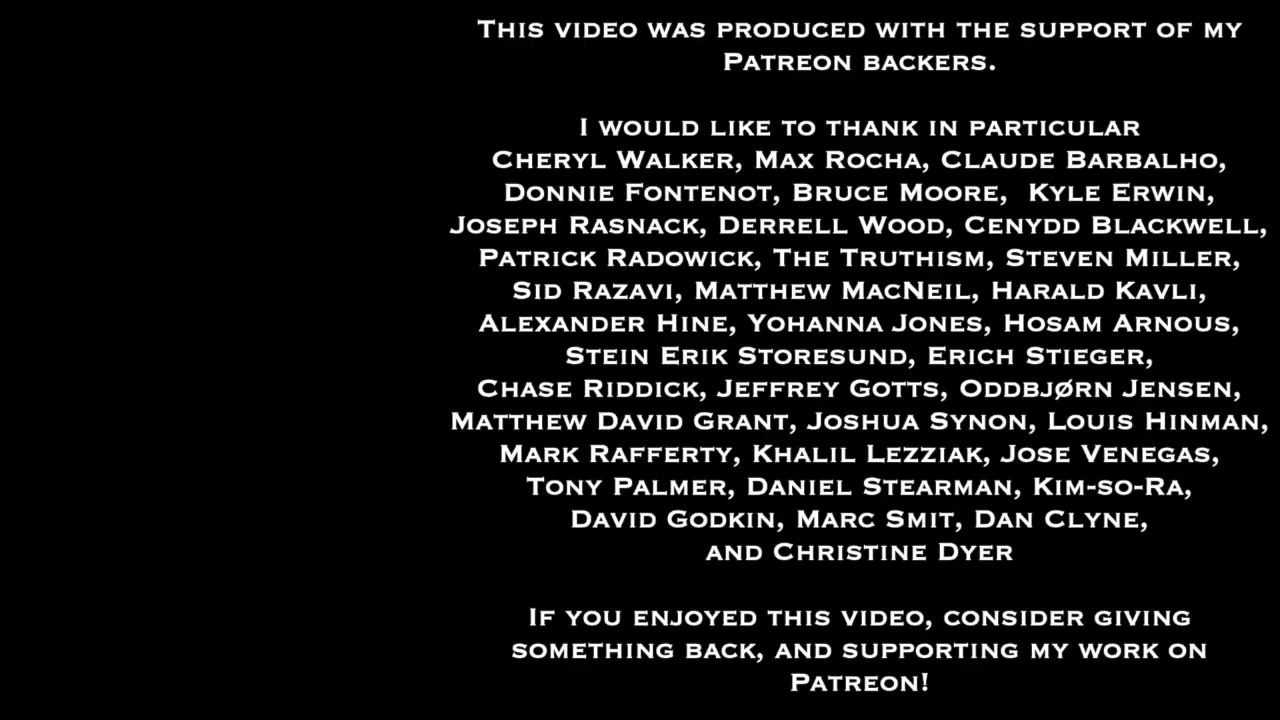 This video was produced with the support of my
Patreon backers.
I would like to thank in particular
Cheryl Walker, Max Rocha, Claude Barbalho,
Donnie Fontenot, Bruce Moore, Kyle Erwin,
Joseph Rasnack, Derrell Wood, Cenydd Blackwell,
Patrick Radowick, The Truthism, Steven Miller,
Sid Razavi, Matthew MacNeil, Harald Kavli,
Alexander Hine, Yohanna Jones, Hosam Arnous,
Stein Erik Storesund, Erich Stieger,
Chase Riddick, Jeffrey Gotts, Oddbjørn Jensen,
Matthew David Grant, Joshua Synon, Louis Hinman,
Mark Rafferty, Khalil Lezziak, Jose Venegas,
Tony Palmer, Daniel Stearman, Kim-so-Ra,
David Godkin, Marc Smit, Dan Clyne,
and Christine Dyer
If you enjoyed this video, consider giving
something back, and supporting my work on
Patreon!